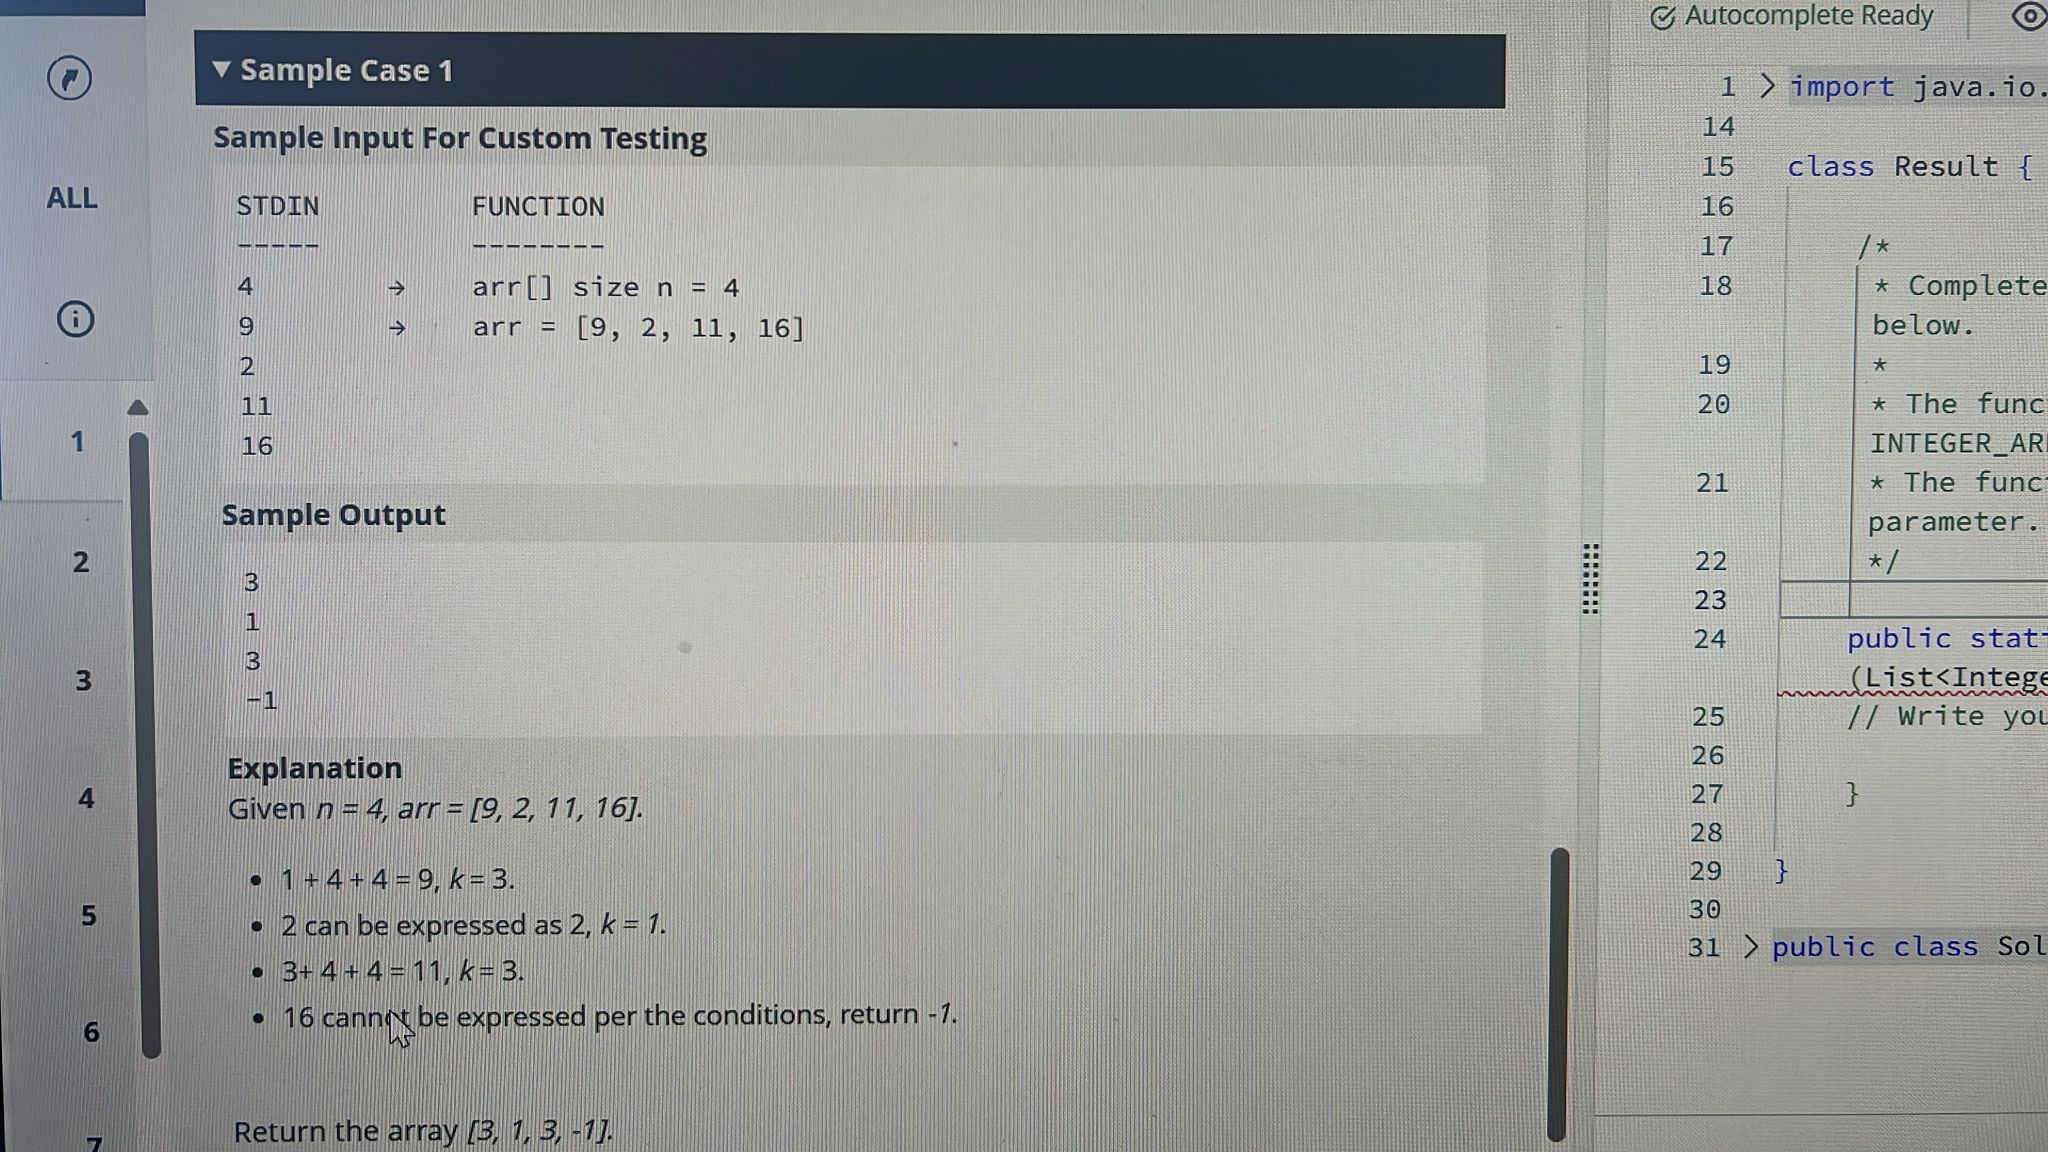 Autocomplete Ready
▼ Sample Case 1
Sample Input For Custom Testing
STDIN FUNCTION
----- --------
4 → arr[] size n = 4
9 → arr = [9, 2, 11, 16]
2
11
16
Sample Output
3
1
3
-1
Explanation
Given n = 4, arr = [9, 2, 11, 16].
• 1 + 4 + 4 = 9, k = 3.
• 2 can be expressed as 2, k = 1.
• 3+ 4 + 4 = 11, k = 3.
• 16 cannot be expressed per the conditions, return -1.
Return the array [3, 1, 3, -1].
ALL
1
2
3
4
5
6
7
1 > import java.io.
14
15 class Result {
16
17 /*
18 * Complete
below.
19 *
20 * The func
INTEGER_AR
21 * The func
parameter.
22 */
23
24 public stat
(List<Intege
25 // Write you
26
27 }
28
29 }
30
31 > public class Sol